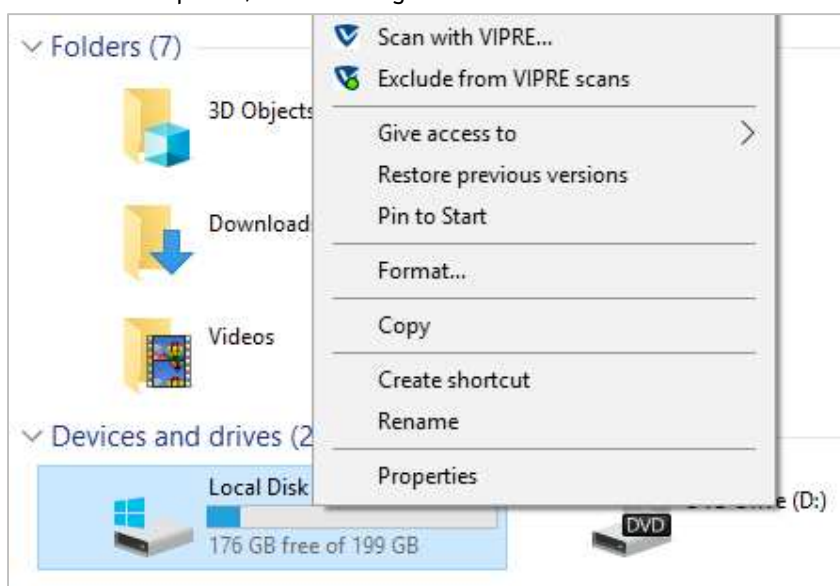 Folders (7)
3D Objects
Download
Videos
Scan with VIPRE...
Exclude from VIPRE scans
Give access to
Restore previous versions
Pin to Start
Format...
Copy
Create shortcut
Rename
Properties
Devices and drives (2
Local Disk
176 GB free of 199 GB
e (D:)
DVD